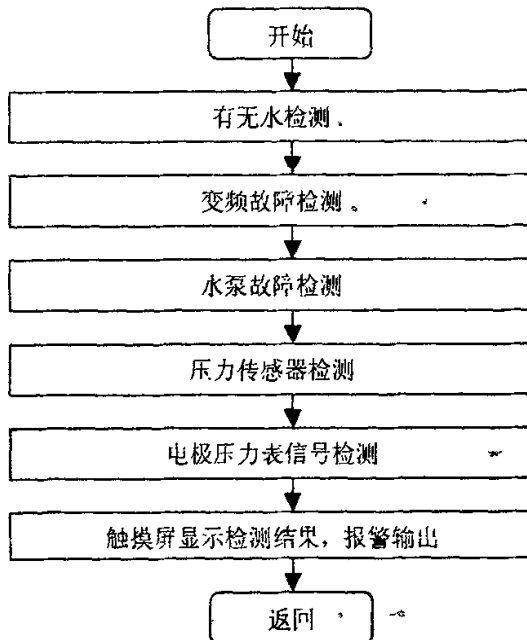 开始
有无水检测。
变频故障检测。
水泵故障检测
压力传感器检测
电极压力表信号检测
触摸屏显示检测结果，报警输出
返回